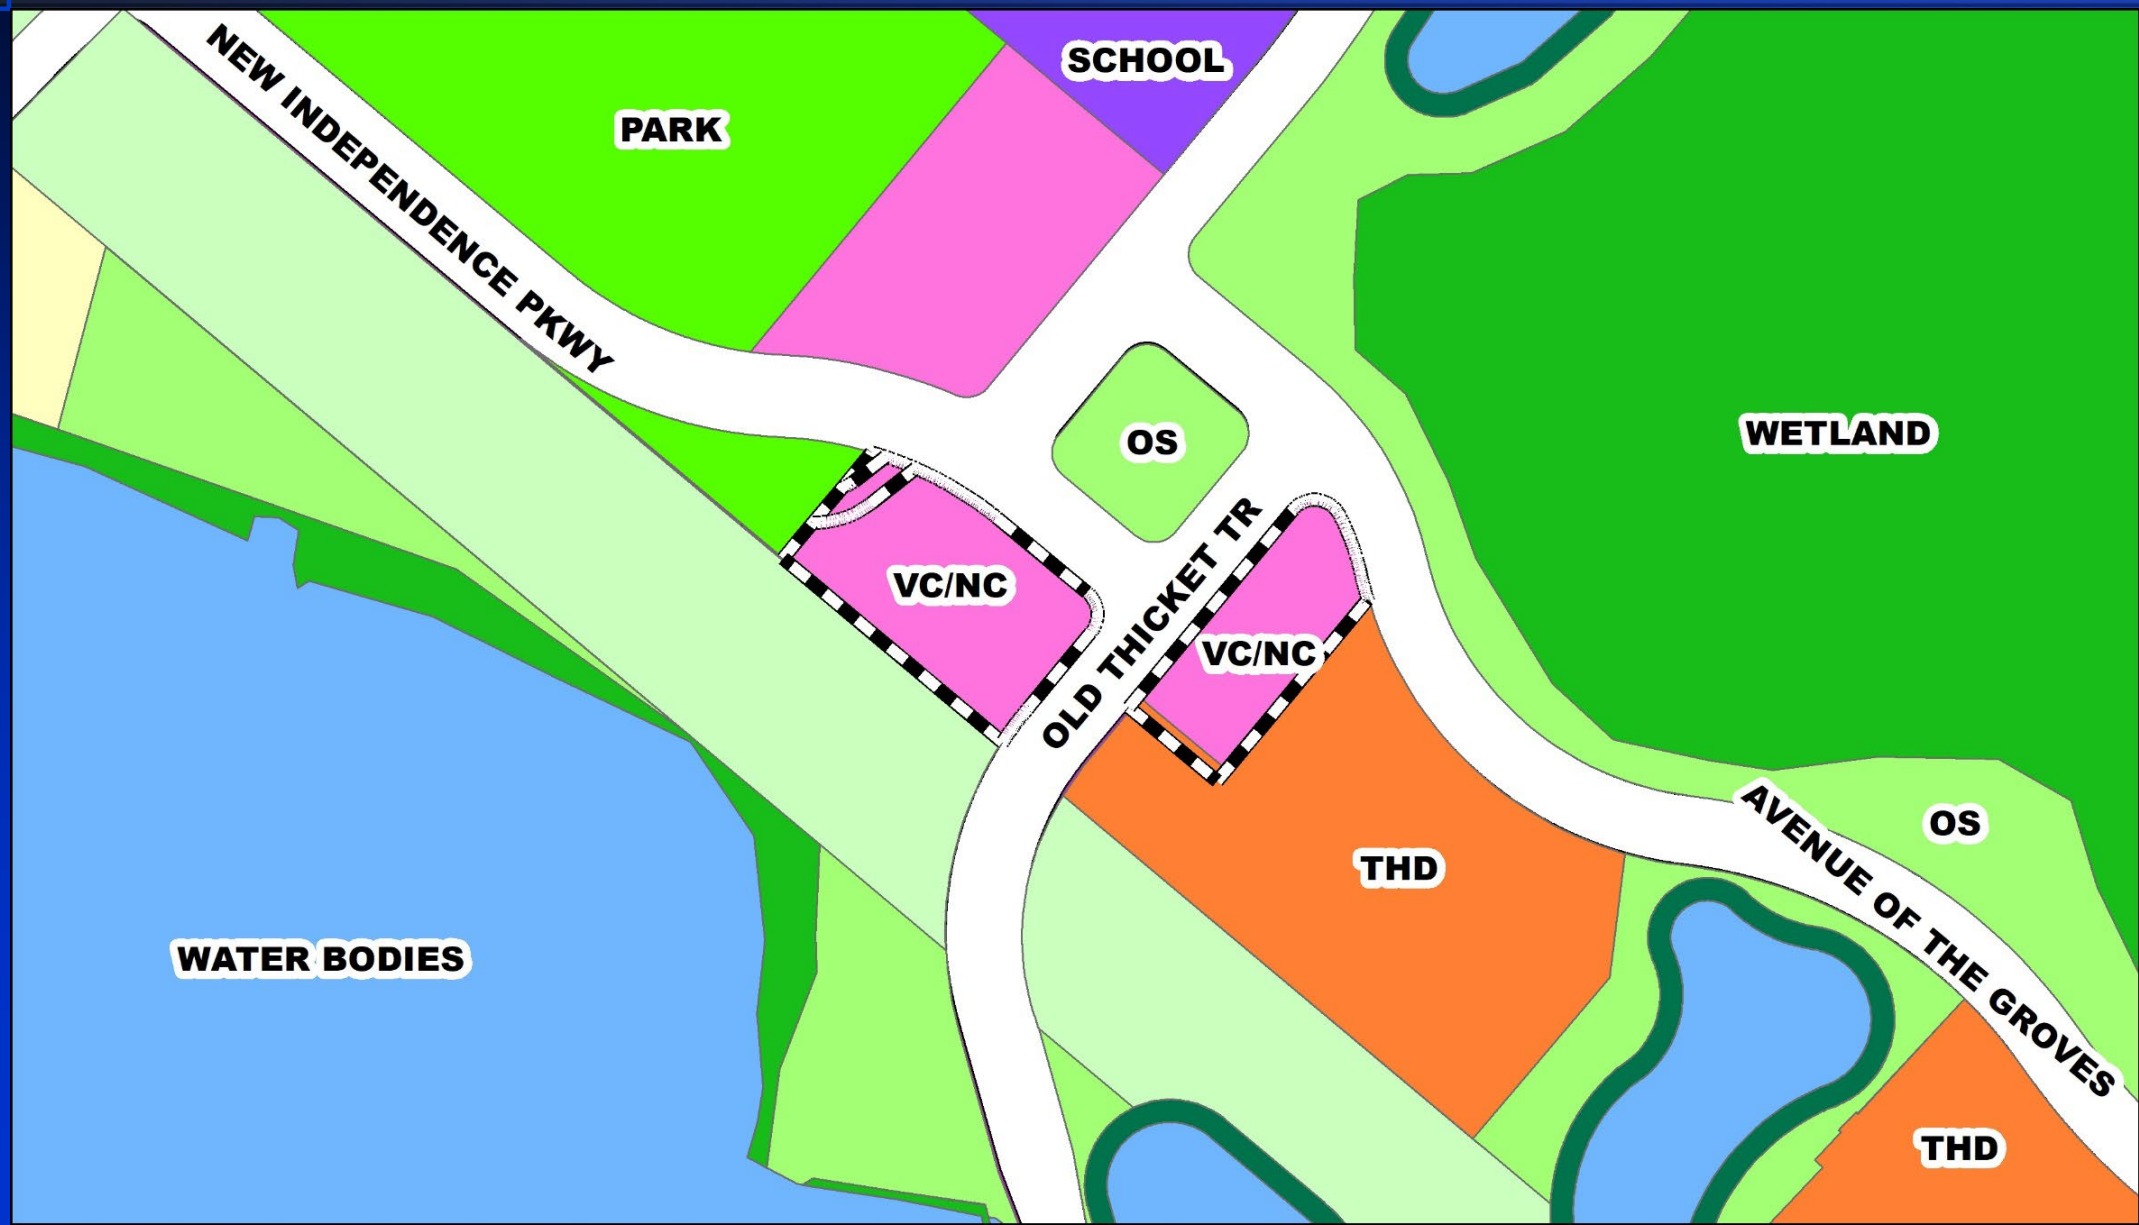 SCHOOL
NEW INDEPENDENCE PKWY
PARK
WETLAND
OS
VC/NC
OLD THICKET TR
VC/NC
OS
THD
AVENUE OF THE GROVES
WATER BODIES
THD